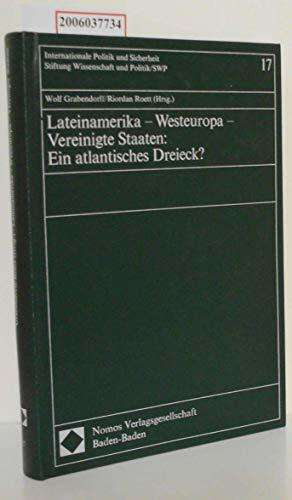 2006037734
Internationale Politik und Sicherheit
Stiftung Wissenschaft und Politik/SWP
17
Wolf Grabendorff/Riordan Roett (Hrsg.)
Lateinamerika – Westeuropa –
Vereinigte Staaten:
Ein atlantisches Dreieck?
Nomos Verlagsgesellschaft
Baden-Baden